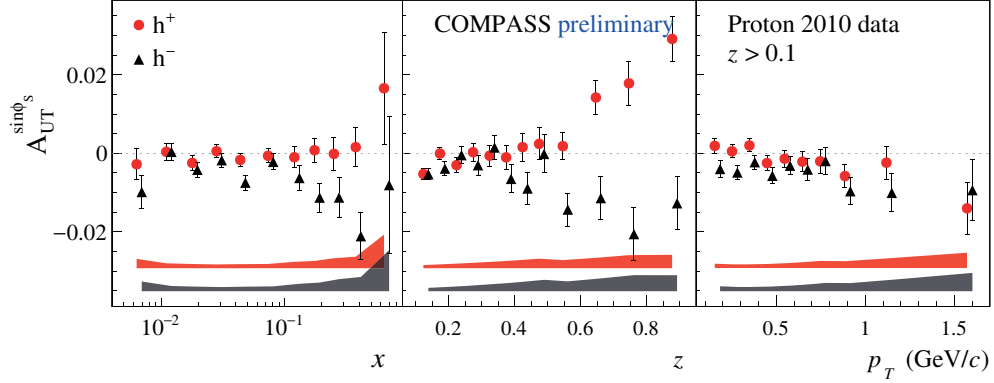 h⁺
h⁻
COMPASS preliminary
Proton 2010 data
z > 0.1
A_UT^sinϕ_S
0.02
0
−0.02
10⁻² 10⁻¹
0.2 0.4 0.6 0.8
0.5 1 1.5
x
z
p_T (GeV/c)